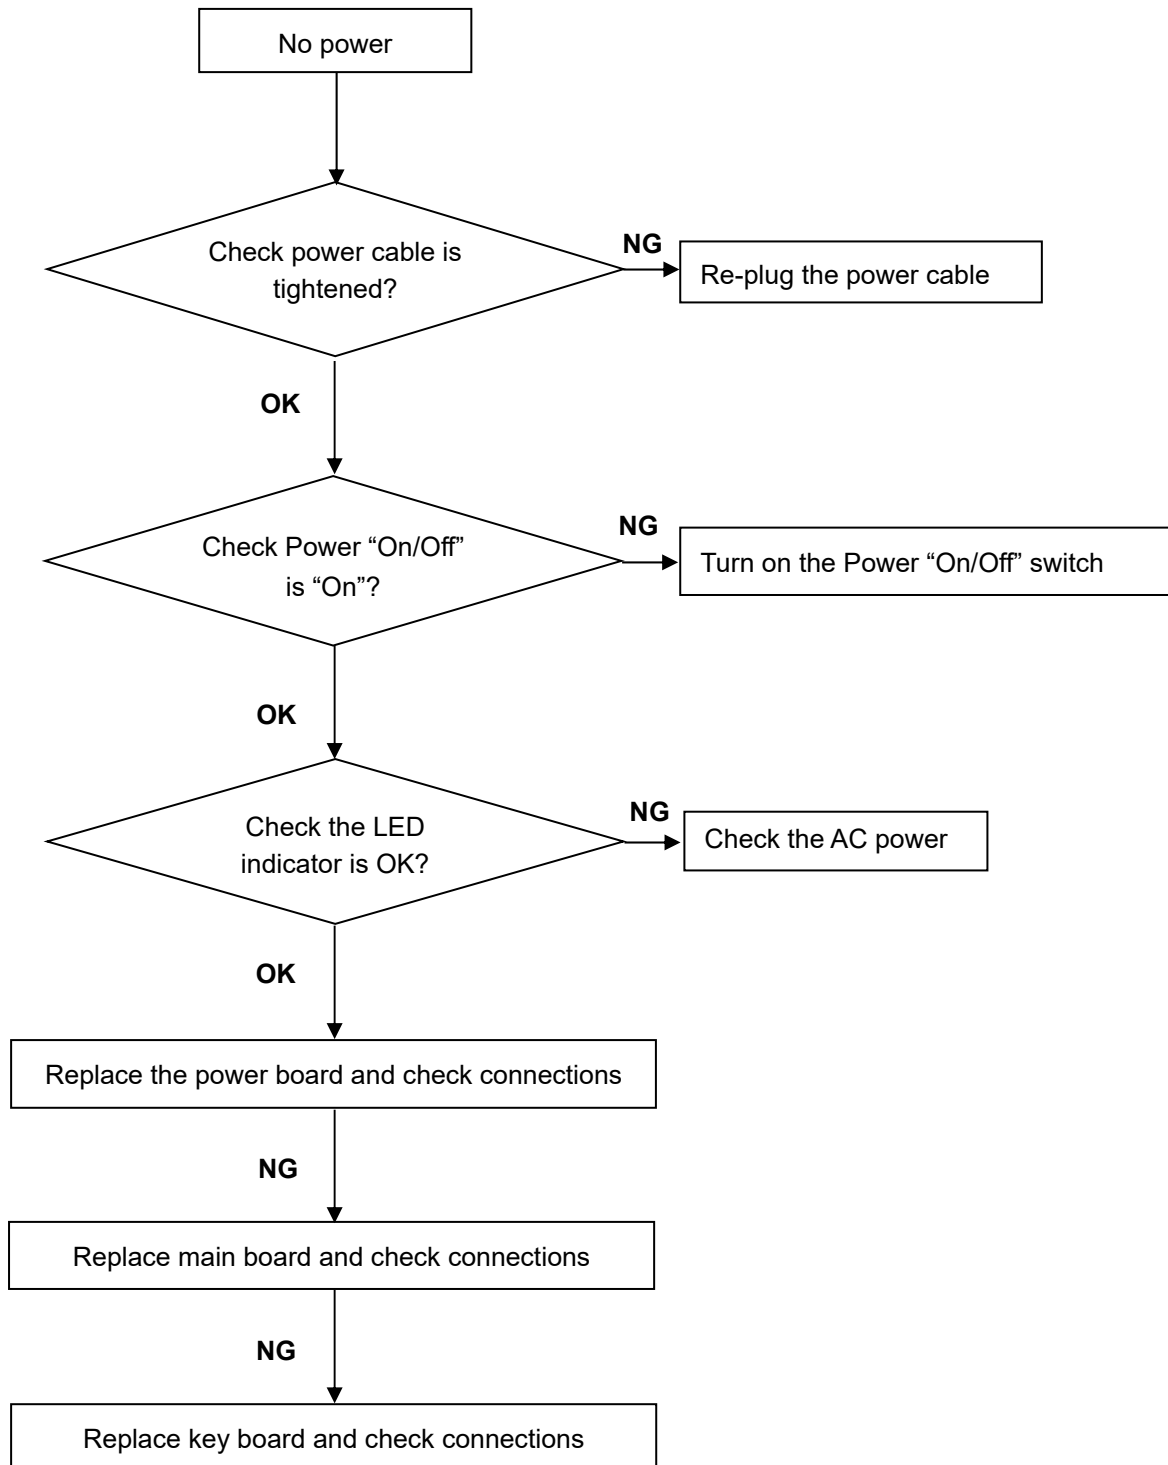 No power
Check power cable is
tightened?
NG
Re-plug the power cable
OK
Check Power “On/Off”
is “On”?
NG
Turn on the Power “On/Off” switch
OK
Check the LED
indicator is OK?
NG
Check the AC power
OK
Replace the power board and check connections
NG
Replace main board and check connections
NG
Replace key board and check connections